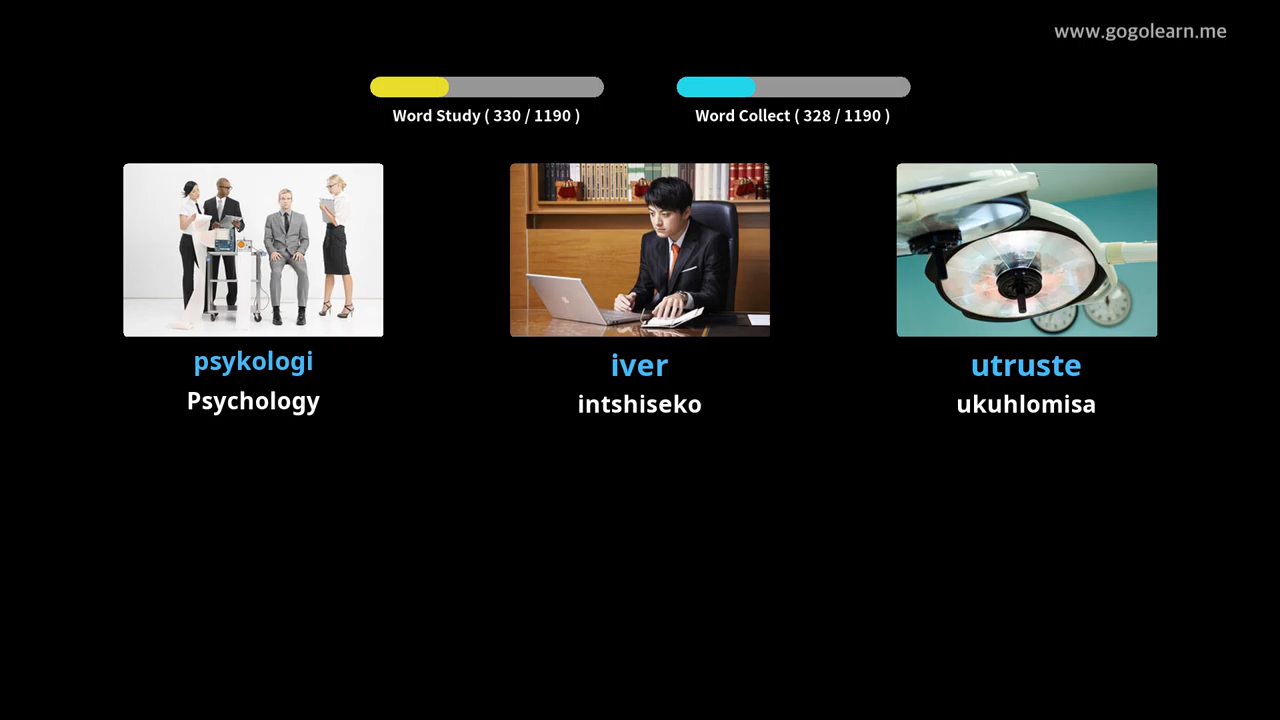 www.gogolearn.me
Word Study ( 330 / 1190 )
Word Collect ( 328 / 1190 )
psykologi
Psychology
iver
intshiseko
utruste
ukuhlomisa